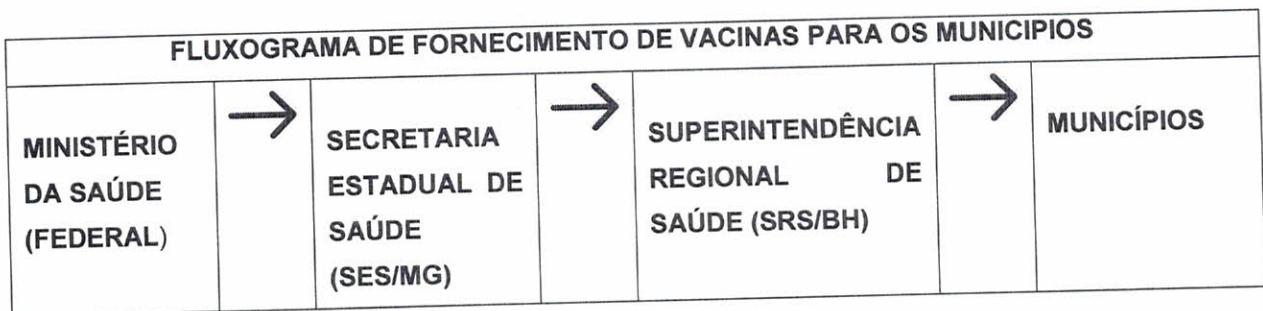 FLUXOGRAMA DE FORNECIMENTO DE VACINAS PARA OS MUNICIPIOS
MINISTÉRIO
DA SAÚDE
(FEDERAL)
SECRETARIA
ESTADUAL DE
SAÚDE
(SES/MG)
SUPERINTENDÊNCIA
REGIONAL DE
SAÚDE (SRS/BH)
MUNICÍPIOS